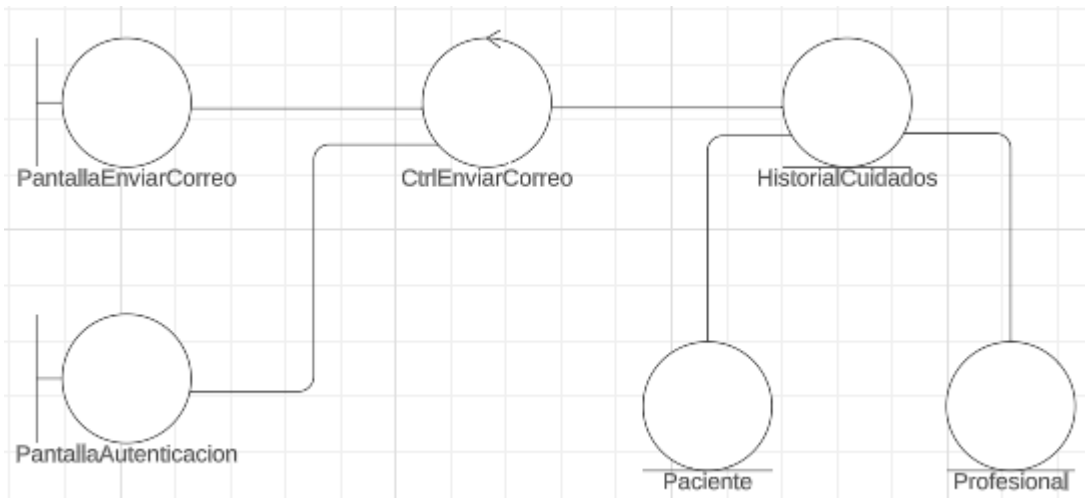 PantallaEnviarCorreo
CtrlEnviarCorreo
HistorialCuidados
PantallaAutenticacion
Paciente
Profesional